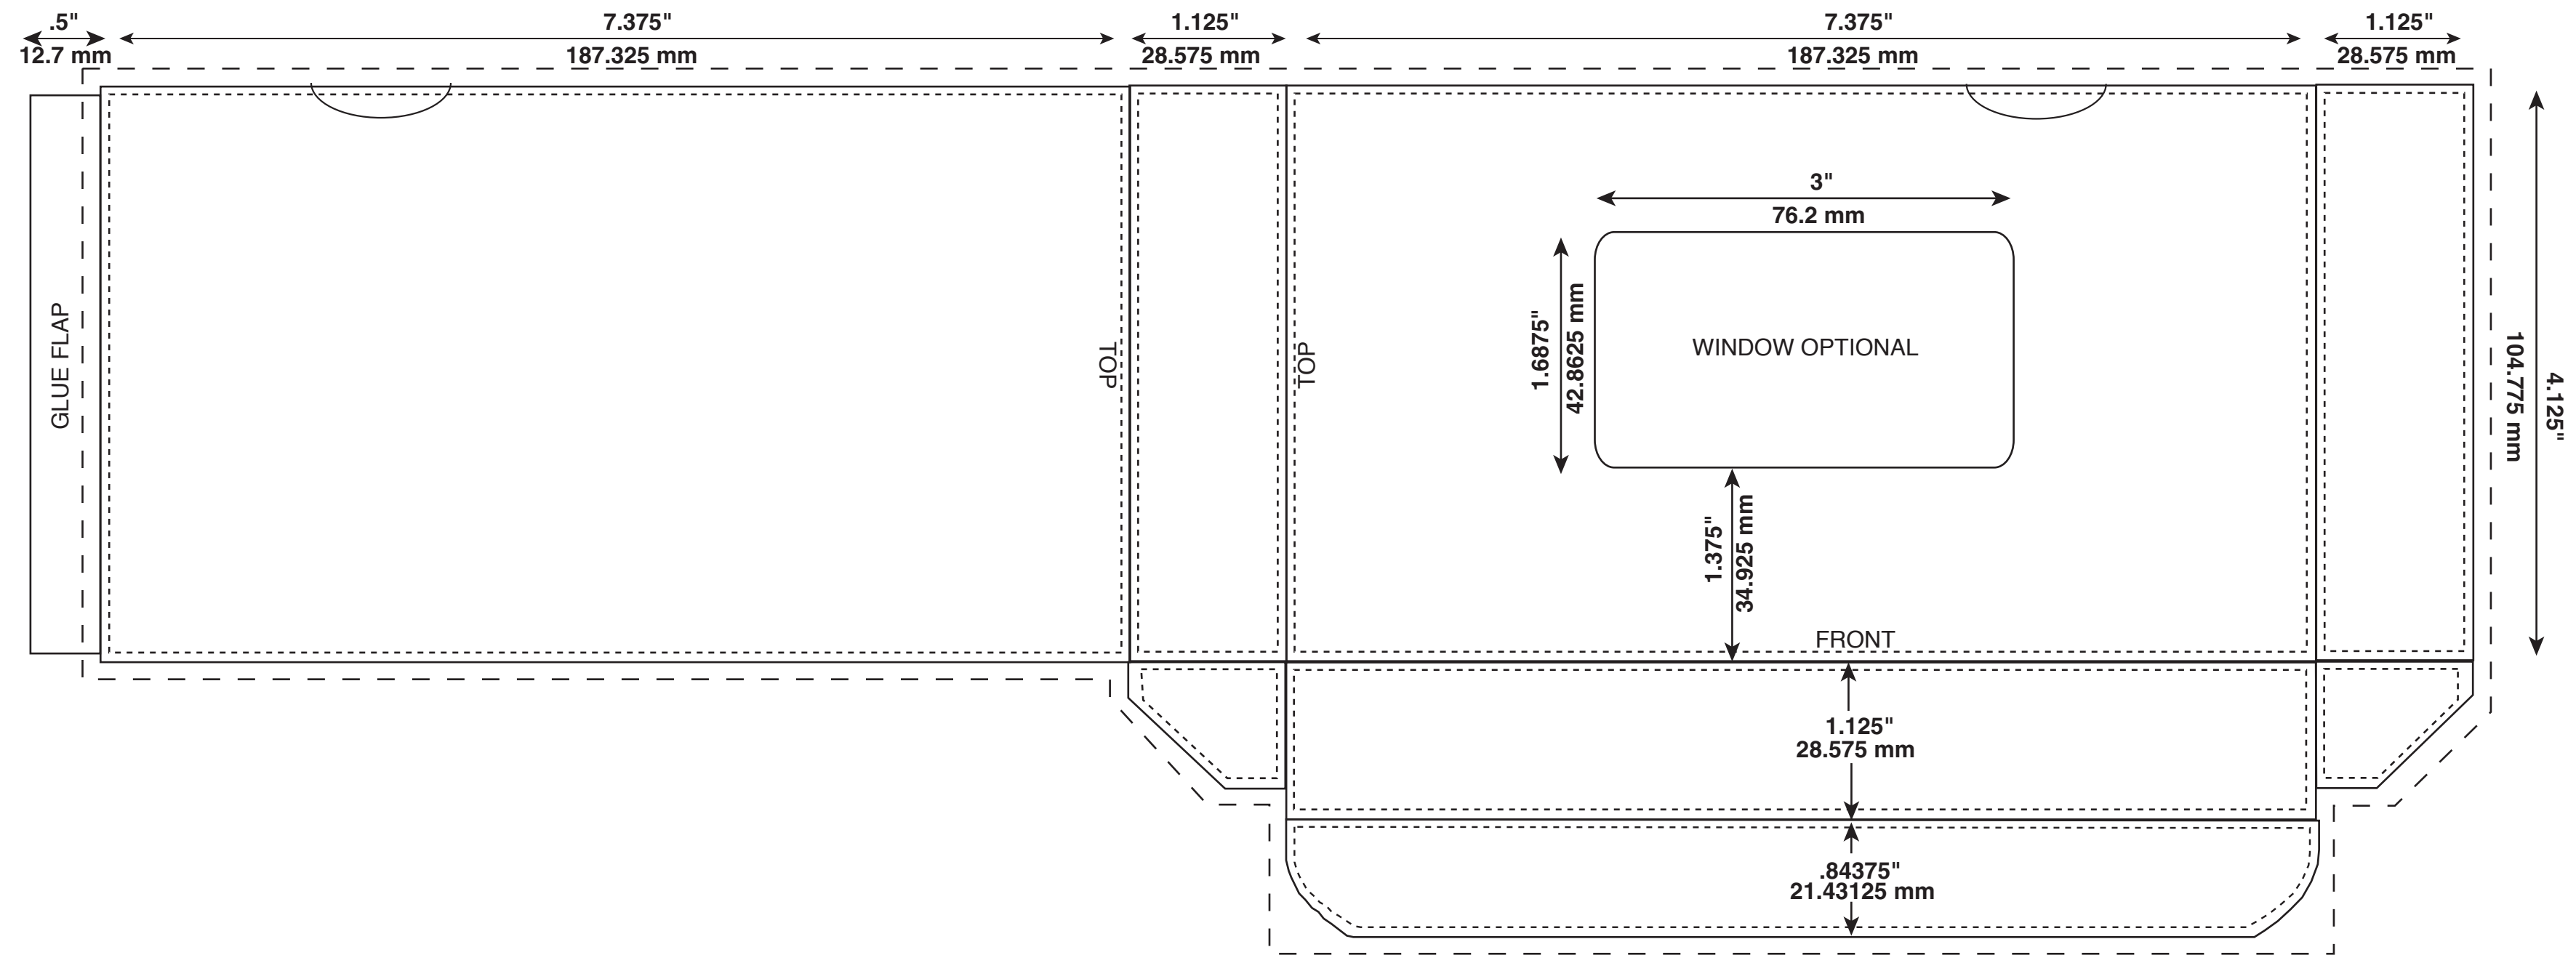 .5"
12.7 mm
7.375"
187.325 mm
1.125"
28.575 mm
7.375"
187.325 mm
1.125"
28.575 mm
GLUE FLAP
TOP
TOP
3"
76.2 mm
1.6875"
42.8625 mm
WINDOW OPTIONAL
1.375"
34.925 mm
FRONT
104.775 mm
4.125"
1.125"
28.575 mm
.84375"
21.43125 mm